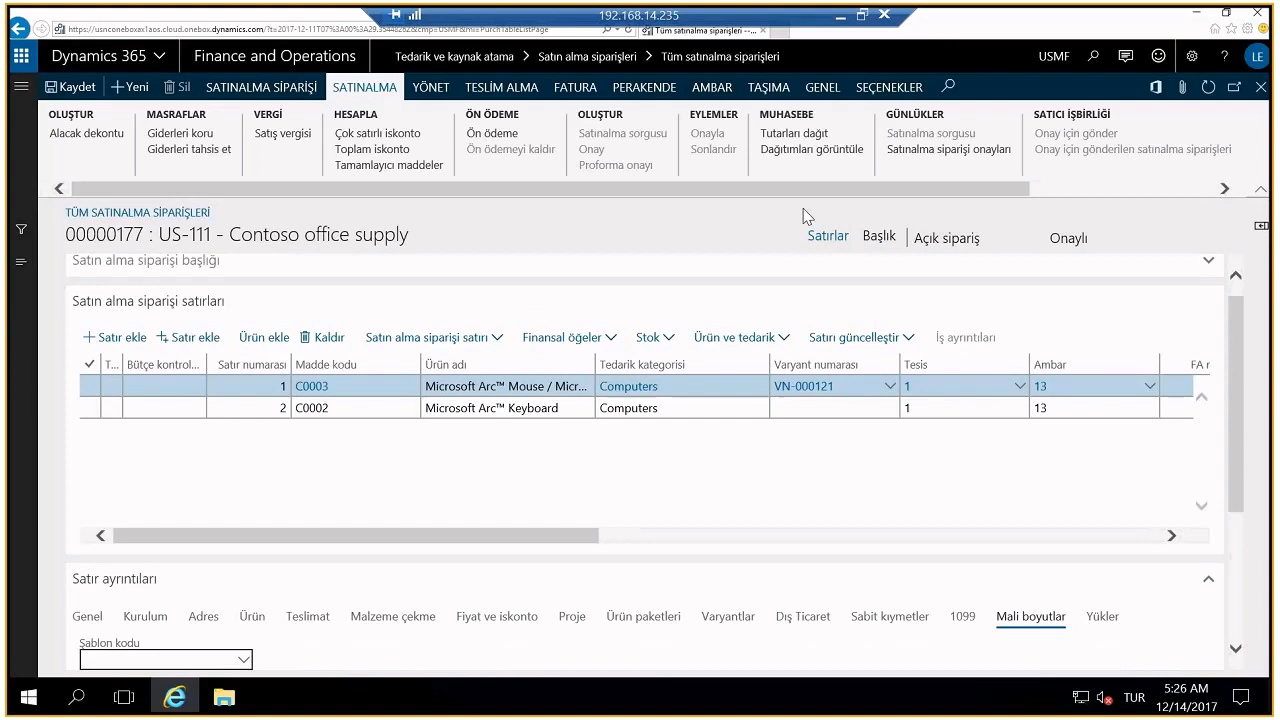 192.168.14.235
https://usnconeboxax1aos.cloud.onebox.dynamics.com/?
&cmp=USMF&mi=PurchTableListPage
Tüm satınalma siparişleri --...
Dynamics 365
Finance and Operations
Tedarik ve kaynak atama > Satın alma siparişleri > Tüm satınalma siparişleri
USMF
?
LE
Kaydet
+ Yeni
Sil
SATINALMA SİPARİŞİ
SATINALMA
YÖNET
TESLİM ALMA
FATURA
PERAKENDE
AMBAR
TAŞIMA
GENEL
SEÇENEKLER
OLUŞTUR
Alacak dekontu
MASRAFLAR
Giderleri koru
Giderleri tahsis et
VERGİ
Satış vergisi
HESAPLA
Çok satırlı iskonto
Toplam iskonto
Tamamlayıcı maddeler
ÖN ÖDEME
Ön ödeme
Ön ödemeyi kaldır
OLUŞTUR
Satınalma sorgusu
Onay
Proforma onayı
EYLEMLER
Onayla
Sonlandır
MUHASEBE
Tutarları dağıt
Dağıtımları görüntüle
GÜNLÜKLER
Satınalma sorgusu
Satınalma siparişi onayları
SATICI İŞBİRLİĞİ
Onay için gönder
Onay için gönderilen satınalma siparişleri
TÜM SATINALMA SİPARİŞLERİ
00000177 : US-111 - Contoso office supply
Satırlar
Başlık
Açık sipariş
Onaylı
Satın alma siparişi başlığı
Satın alma siparişi satırları
+ Satır ekle
Satır ekle
Ürün ekle
Kaldır
Satın alma siparişi satırı
Finansal öğeler
Stok
Ürün ve tedarik
Satırı güncelleştir
İş ayrıntıları
T... Bütçe kontrol... Satır numarası Madde kodu Ürün adı Tedarik kategorisi Varyant numarası Tesis Ambar FA r
1 C0003 Microsoft Arc™ Mouse / Micr... Computers VN-000121 1 13
2 C0002 Microsoft Arc™ Keyboard Computers 1 13
Satır ayrıntıları
Genel
Kurulum
Adres
Ürün
Teslimat
Malzeme çekme
Fiyat ve iskonto
Proje
Ürün paketleri
Varyantlar
Dış Ticaret
Sabit kıymetler
1099
Mali boyutlar
Yükler
Şablon kodu
TUR
5:26 AM
12/14/2017